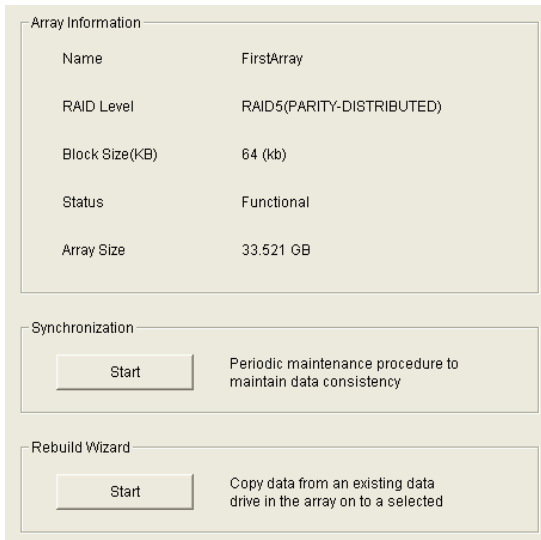 Array Information
Name FirstArray
RAID Level RAID5(PARITY-DISTRIBUTED)
Block Size(KB) 64 (kb)
Status Functional
Array Size 33.521 GB
Synchronization
Start Periodic maintenance procedure to
maintain data consistency
Rebuild Wizard
Start Copy data from an existing data
drive in the array on to a selected